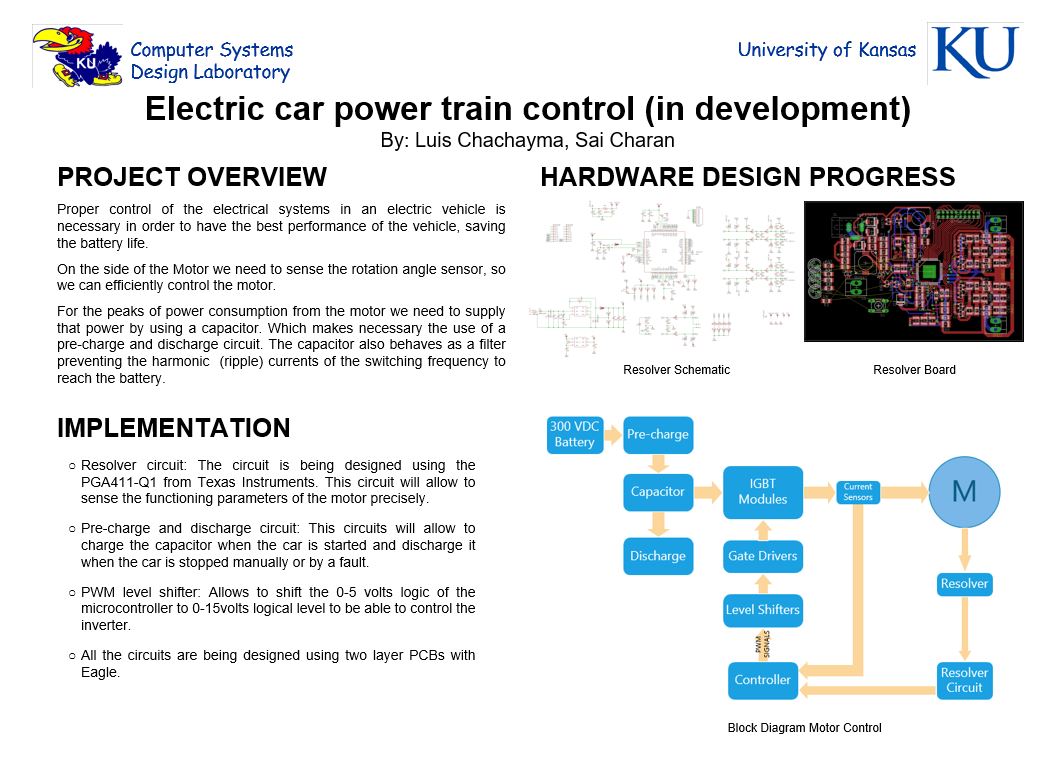 KU
Computer Systems
Design Laboratory
University of Kansas
KU
Electric car power train control (in development)
By: Luis Chachayma, Sai Charan
PROJECT OVERVIEW
Proper control of the electrical systems in an electric vehicle is
necessary in order to have the best performance of the vehicle, saving
the battery life.
On the side of the Motor we need to sense the rotation angle sensor, so
we can efficiently control the motor.
For the peaks of power consumption from the motor we need to supply
that power by using a capacitor. Which makes necessary the use of a
pre-charge and discharge circuit. The capacitor also behaves as a filter
preventing the harmonic (ripple) currents of the switching frequency to
reach the battery.
IMPLEMENTATION
○ Resolver circuit: The circuit is being designed using the
PGA411-Q1 from Texas Instruments. This circuit will allow to
sense the functioning parameters of the motor precisely.
○ Pre-charge and discharge circuit: This circuits will allow to
charge the capacitor when the car is started and discharge it
when the car is stopped manually or by a fault.
○ PWM level shifter: Allows to shift the 0-5 volts logic of the
microcontroller to 0-15volts logical level to be able to control the
inverter.
○ All the circuits are being designed using two layer PCBs with
Eagle.
HARDWARE DESIGN PROGRESS
Resolver Schematic
Resolver Board
300 VDC
Battery
Pre-charge
Capacitor
Discharge
IGBT
Modules
Current
Sensors
M
Gate Drivers
Level Shifters
PWM
SIGNALS
Controller
Resolver
Resolver
Circuit
Block Diagram Motor Control